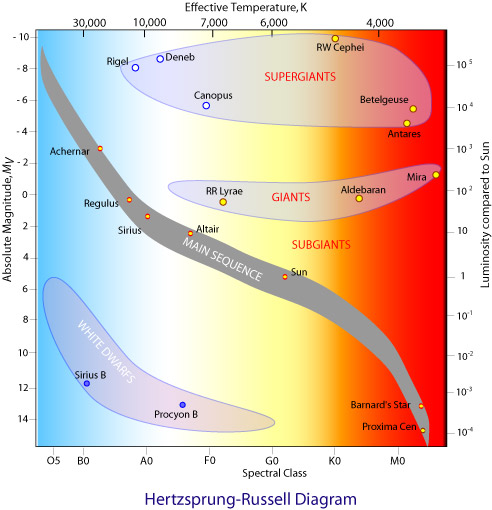 Effective Temperature, K
30,000 10,000 7,000 6,000 4,000
Absolute Magnitude, Mv
- 10
- 8
- 6
- 4
- 2
0
2
4
6
8
10
12
14
Luminosity compared to Sun
10^5
10^4
10^3
10^2
10
1
10^-1
10^-2
10^-3
10^-4
RW Cephei
Deneb
Rigel
SUPERGIANTS
Canopus
Betelgeuse
Antares
Achernar
Mira
RR Lyrae
Aldebaran
GIANTS
Regulus
Sirius
Altair
SUBGIANTS
MAIN SEQUENCE
Sun
WHITE DWARFS
Sirius B
Procyon B
Barnard's Star
Proxima Cen
O5 B0 A0 F0 G0 K0 M0
Spectral Class
Hertzsprung-Russell Diagram